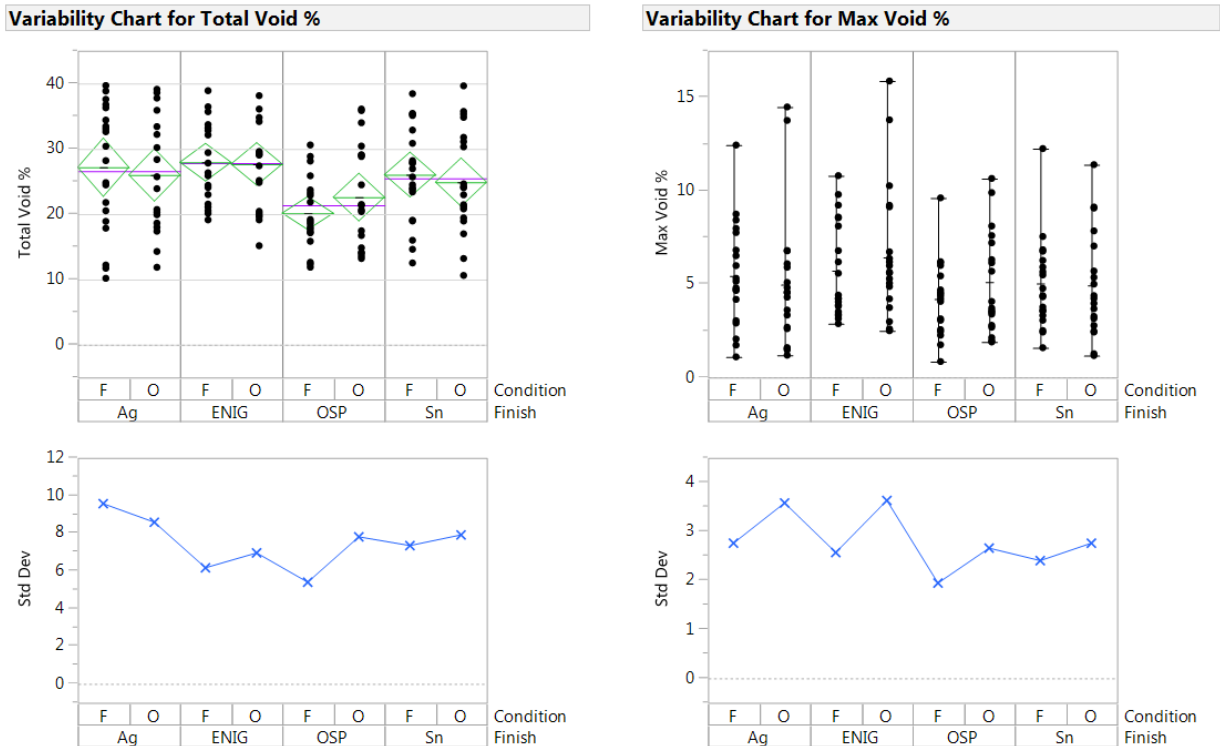 Variability Chart for Total Void %
Total Void %
40
30
20
10
0
F O F O F O F O Condition
Ag ENIG OSP Sn Finish
Std Dev
12
10
8
6
4
2
0
F O F O F O F O Condition
Ag ENIG OSP Sn Finish
Variability Chart for Max Void %
Max Void %
15
10
5
0
F O F O F O F O Condition
Ag ENIG OSP Sn Finish
Std Dev
4
3
2
1
0
F O F O F O F O Condition
Ag ENIG OSP Sn Finish